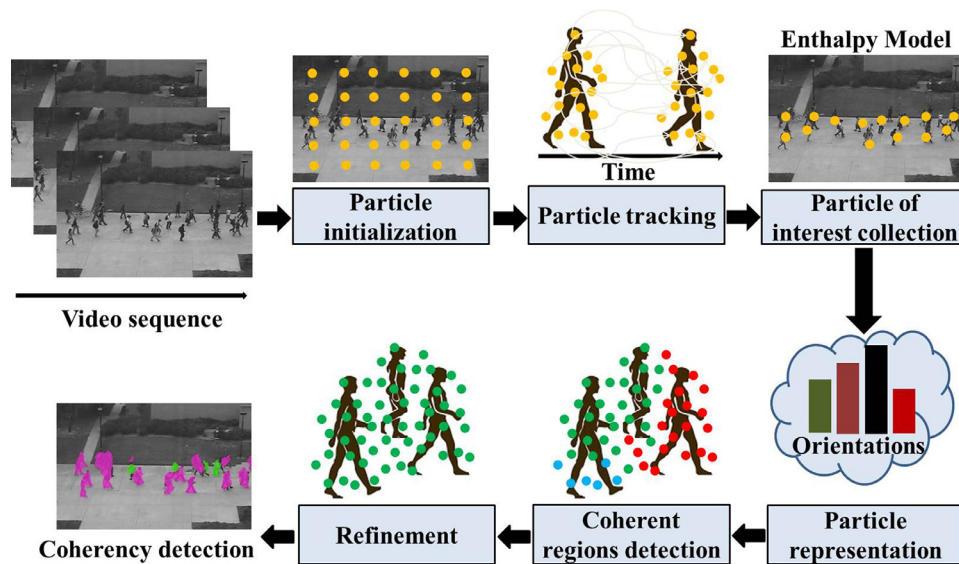 Enthalpy Model
Time
Particle
initialization
Particle tracking
Particle of
interest collection
Video sequence
Orientations
Coherency detection
Refinement
Coherent
regions detection
Particle
representation